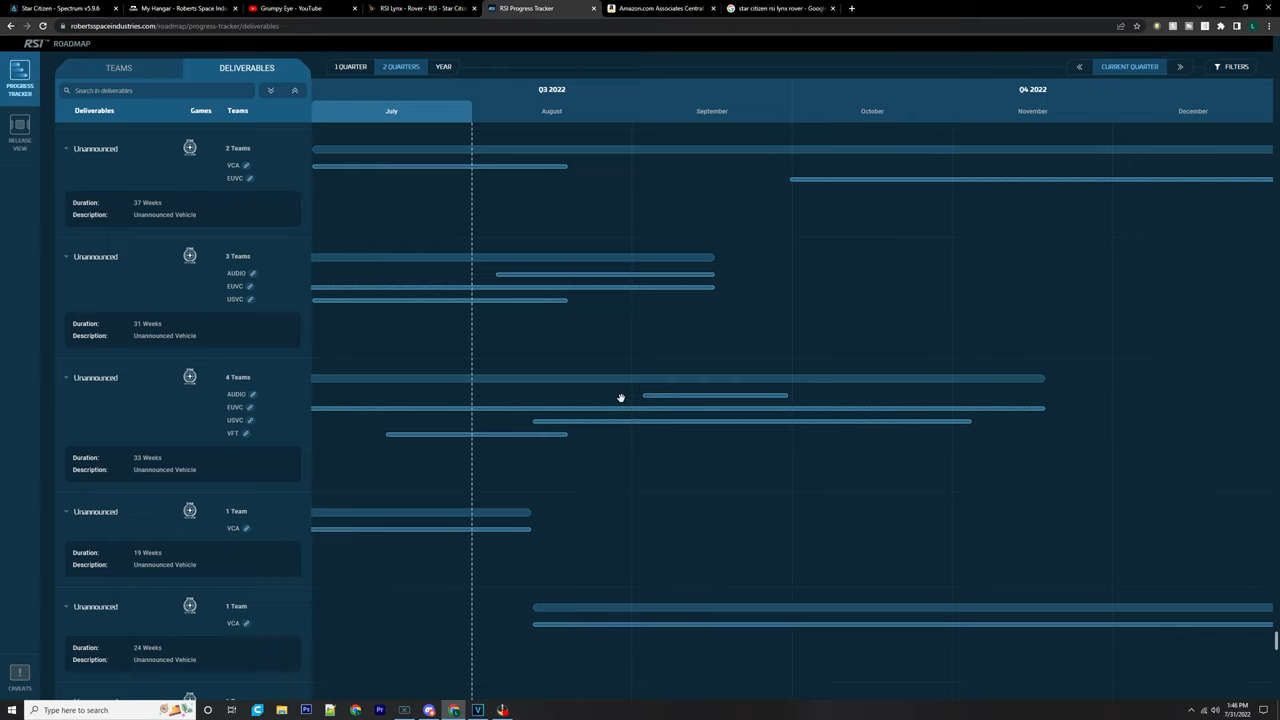 Star Citizen - Spectrum v5.9.6
My Hangar - Roberts Space Ind
Grumpy Eye - YouTube
RSI Lynx - Rover - RSI - Star Citiz
RSI Progress Tracker
Amazon.com Associates Central
star citizen rsi lynx rover - Goog
robertsspaceindustries.com/roadmap/progress-tracker/deliverables
RSI ROADMAP
PROGRESS TRACKER
RELEASE VIEW
CAVEATS
TEAMS
DELIVERABLES
1 QUARTER
2 QUARTERS
YEAR
CURRENT QUARTER
FILTERS
Search in deliverables
Deliverables Games Teams
Q3 2022
Q4 2022
July
August
September
October
November
December
Unannounced
2 Teams
VCA
EUVC
Duration: 37 Weeks
Description: Unannounced Vehicle
Unannounced
3 Teams
AUDIO
EUVC
USVC
Duration: 31 Weeks
Description: Unannounced Vehicle
Unannounced
4 Teams
AUDIO
EUVC
USVC
VFT
Duration: 33 Weeks
Description: Unannounced Vehicle
Unannounced
1 Team
VCA
Duration: 19 Weeks
Description: Unannounced Vehicle
Unannounced
1 Team
VCA
Duration: 24 Weeks
Description: Unannounced Vehicle
Type here to search
1:46 PM
7/31/2022